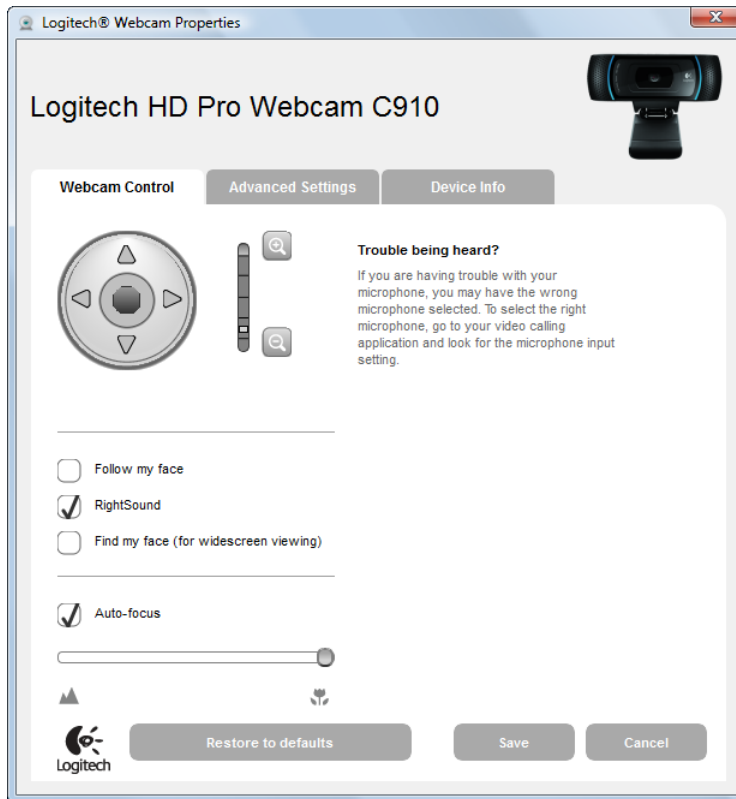 Logitech® Webcam Properties
Logitech HD Pro Webcam C910
Webcam Control
Advanced Settings
Device Info
Trouble being heard?
If you are having trouble with your
microphone, you may have the wrong
microphone selected. To select the right
microphone, go to your video calling
application and look for the microphone input
setting.
Follow my face
RightSound
Find my face (for widescreen viewing)
Auto-focus
Logitech
Restore to defaults
Save
Cancel